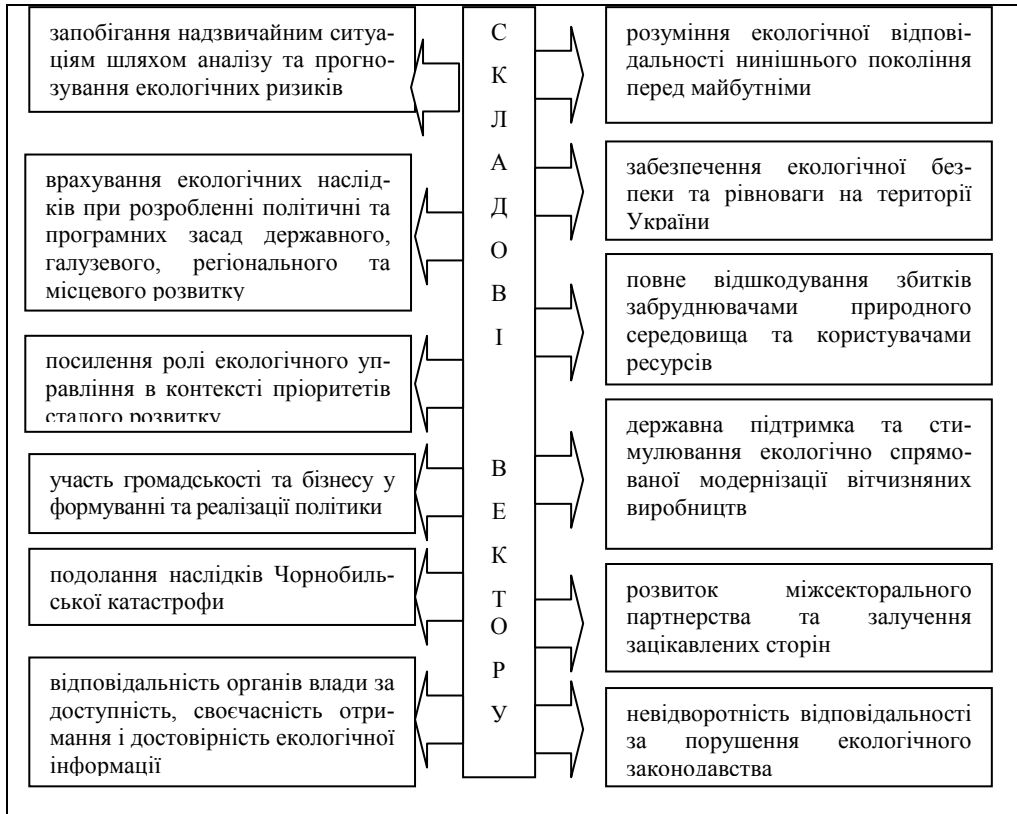 запобігання надзвичайним ситуа-
ціям шляхом аналізу та прогно-
зування екологічних ризиків
врахування екологічних наслід-
ків при розробленні політичні та
програмних засад державного,
галузевого, регіонального та
місцевого розвитку
посилення ролі екологічного уп-
равління в контексті пріоритетів
сталого розвитку
участь громадськості та бізнесу у
формуванні та реалізації політики
подолання наслідків Чорнобиль-
ської катастрофи
відповідальність органів влади за
доступність, своєчасність отри-
мання і достовірність екологічної
інформації
С
К
Л
А
Д
О
В
І
В
Е
К
Т
О
Р
У
розуміння екологічної відпові-
дальності нинішнього покоління
перед майбутніми
забезпечення екологічної без-
пеки та рівноваги на території
України
повне відшкодування збитків
забруднювачами природного
середовища та користувачами
ресурсів
державна підтримка та сти-
мулювання екологічно спрямо-
ваної модернізації вітчизняних
виробництв
розвиток міжсекторального
партнерства та залучення
зацікавлених сторін
невідворотність відповідальності
за порушення екологічного
законодавства